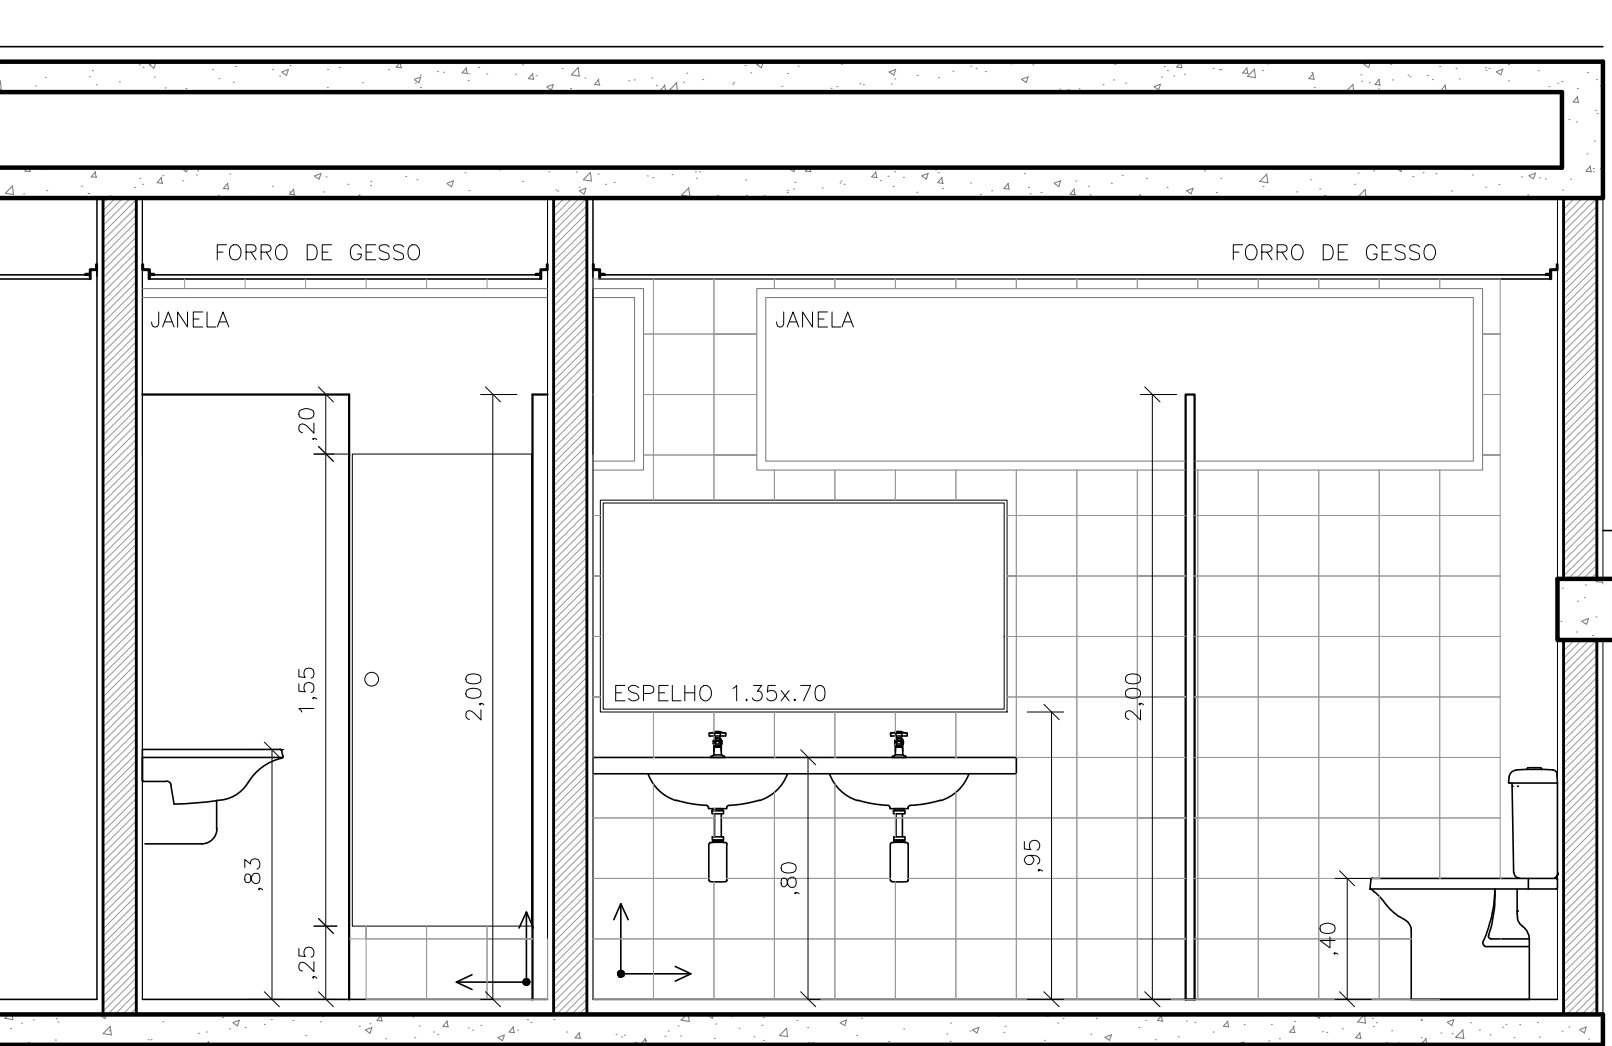 FORRO DE GESSO
FORRO DE GESSO
JANELA
JANELA
,20
1,55
2,00
2,00
ESPELHO 1.35x.70
,83
,80
,95
,40
,25